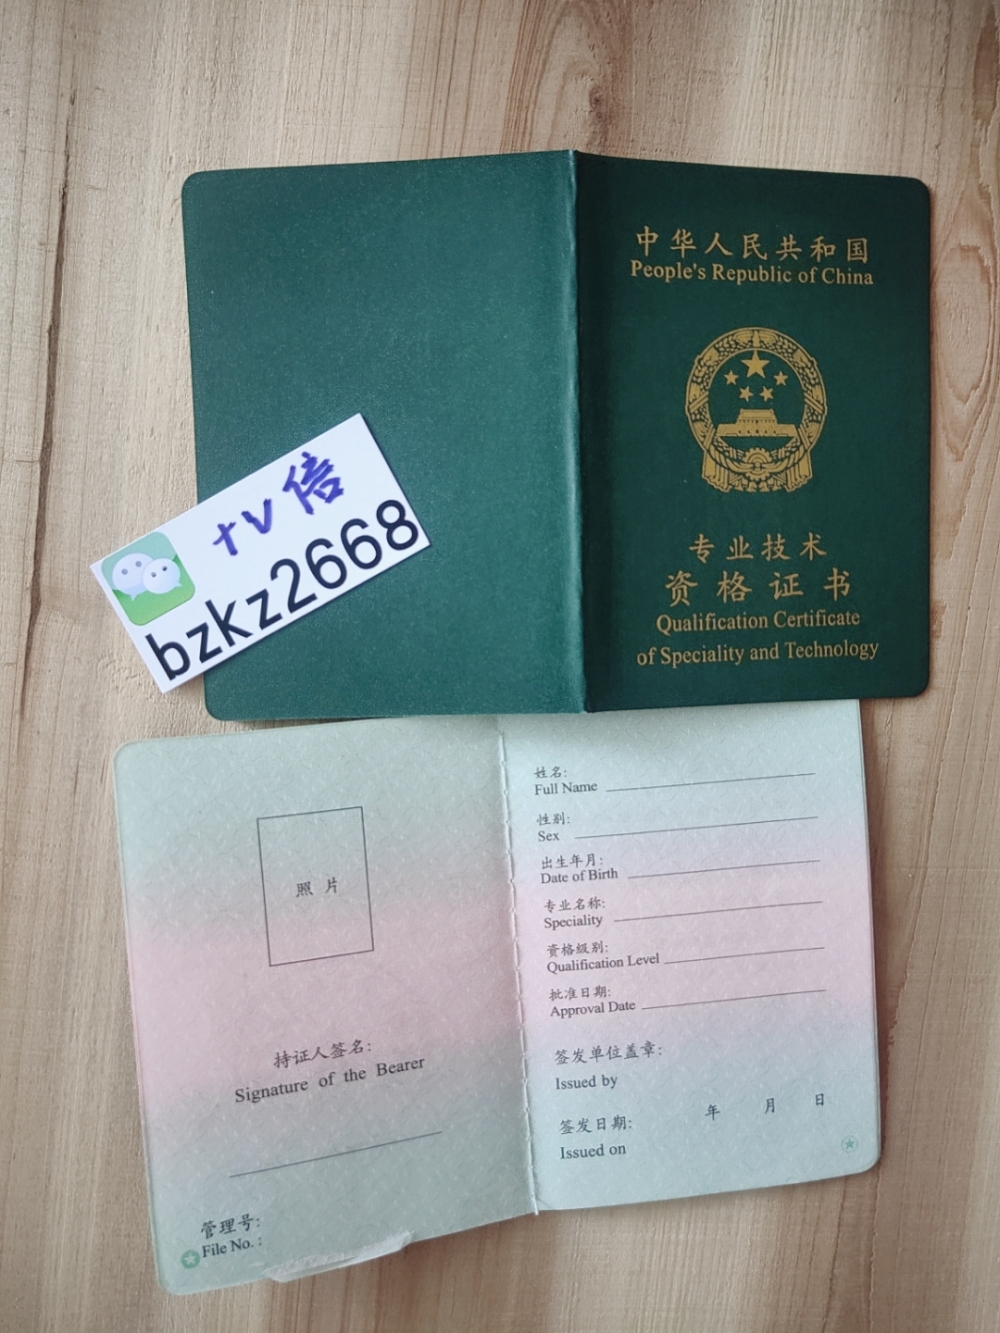 中华人民共和国
People's Republic of China
专业技术
资格证书
Qualification Certificate
of Speciality and Technology
+V倍
bzkz2668
照片
持证人签名:
Signature of the Bearer
管理号:
File No. :
姓名:
Full Name
性别:
Sex
出生年月:
Date of Birth
专业名称:
Speciality
资格级别:
Qualification Level
批准日期:
Approval Date
签发单位盖章:
Issued by
签发日期: 年 月 日
Issued on